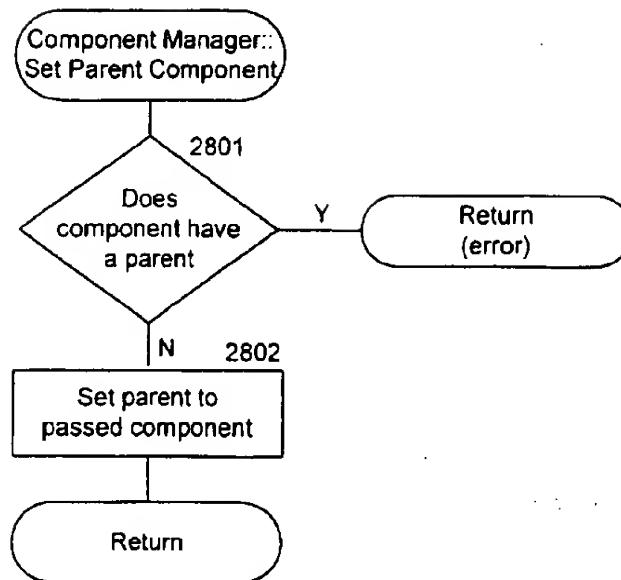 Component Manager::
Set Parent Component
2801
Does
component have
a parent
Y
Return
(error)
N
2802
Set parent to
passed component
Return